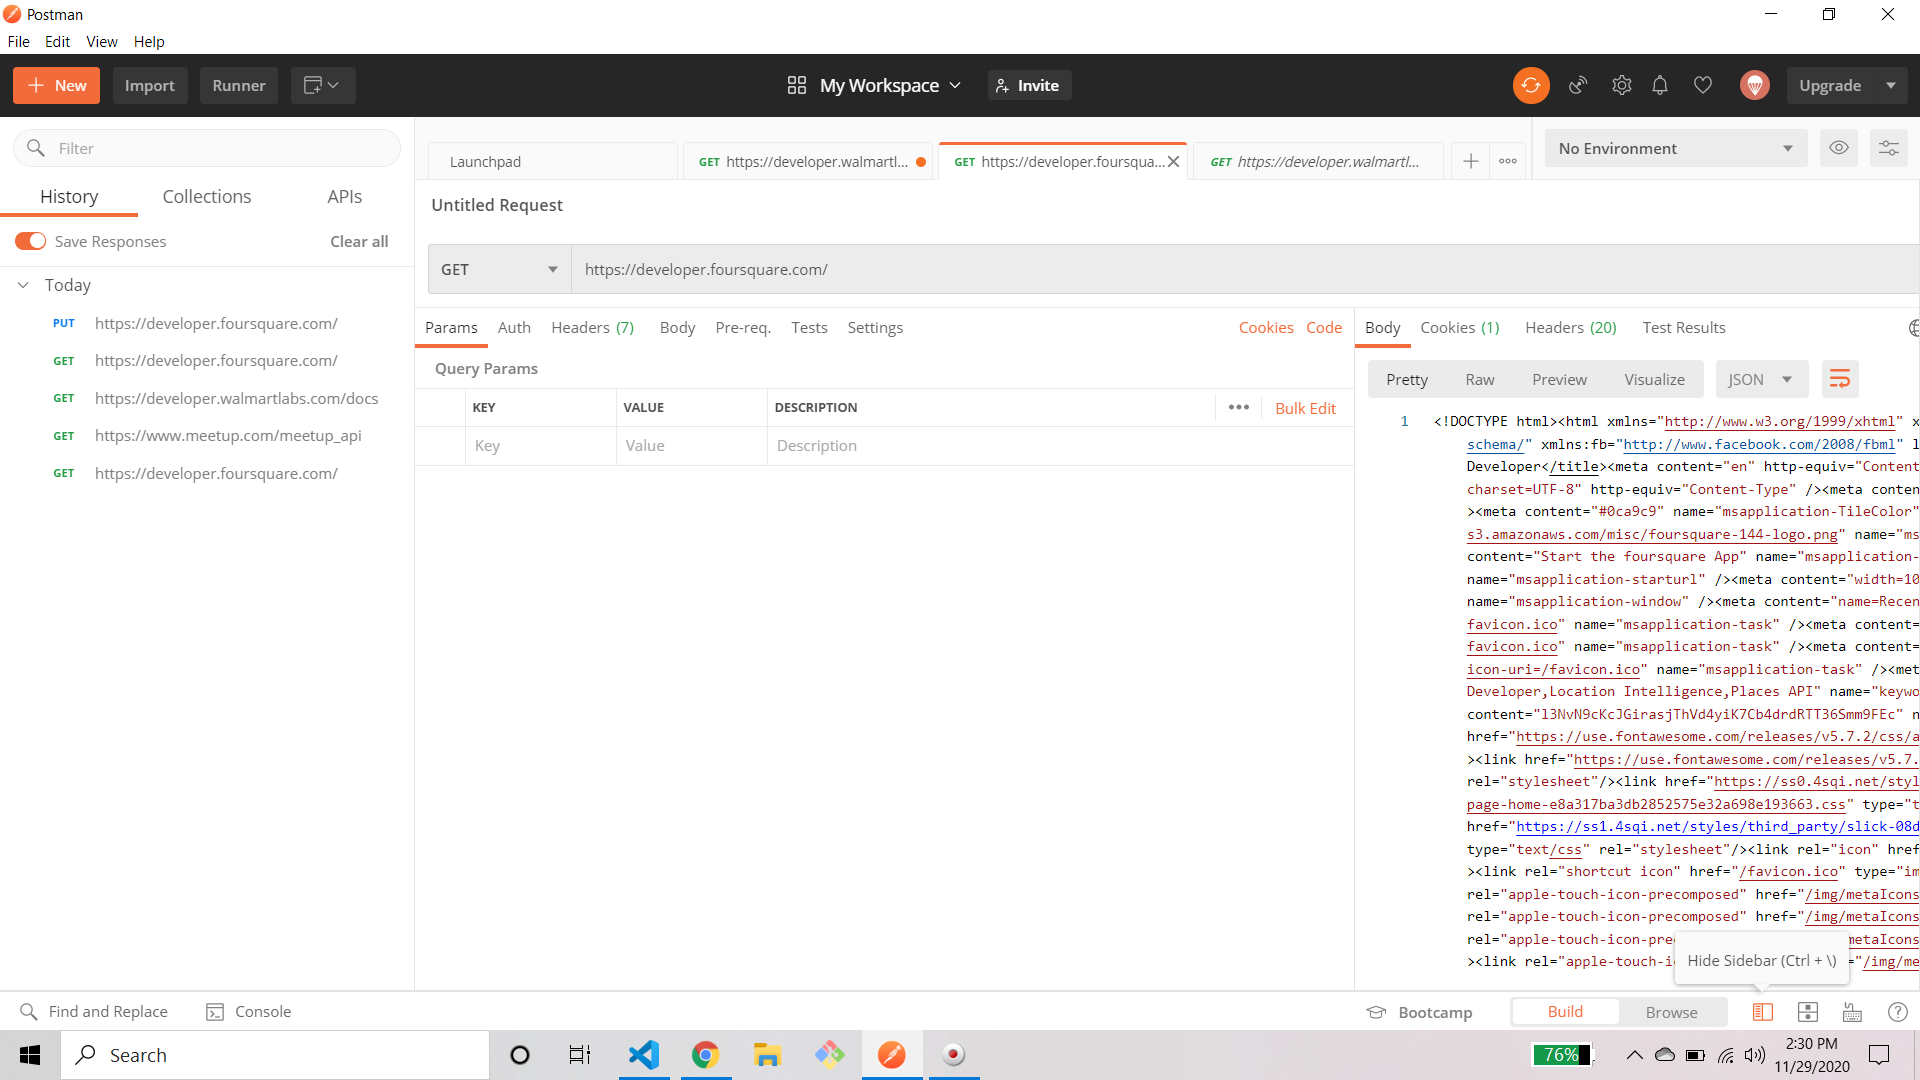 Postman
File Edit View Help
New Import Runner My Workspace Invite Upgrade
Filter
Launchpad GET https://developer.walmartl... GET https://developer.foursqua... GET https://developer.walmartl... No Environment
History Collections APIs
Untitled Request
Save Responses Clear all
GET https://developer.foursquare.com/
Today
PUT https://developer.foursquare.com/
GET https://developer.foursquare.com/
GET https://developer.walmartlabs.com/docs
GET https://www.meetup.com/meetup_api
GET https://developer.foursquare.com/
Params Auth Headers (7) Body Pre-req. Tests Settings Cookies Code
Query Params
KEY VALUE DESCRIPTION Bulk Edit
Key Value Description
Body Cookies (1) Headers (20) Test Results
Pretty Raw Preview Visualize JSON
1 <!DOCTYPE html><html xmlns="http://www.w3.org/1999/xhtml" x
schema/" xmlns:fb="http://www.facebook.com/2008/fbml" l
Developer</title><meta content="en" http-equiv="Content
charset=UTF-8" http-equiv="Content-Type" /><meta conten
><meta content="#0ca9c9" name="msapplication-TileColor"
s3.amazonaws.com/misc/foursquare-144-logo.png" name="ms
content="Start the foursquare App" name="msapplication-
name="msapplication-starturl" /><meta content="width=10
name="msapplication-window" /><meta content="name=Recen
favicon.ico" name="msapplication-task" /><meta content=
favicon.ico" name="msapplication-task" /><meta content=
icon-uri=/favicon.ico" name="msapplication-task" /><met
Developer,Location Intelligence,Places API" name="keywo
content="l3NvN9cKcJGirasjThVd4yiK7Cb4drdRTT36Smm9FEc" n
href="https://use.fontawesome.com/releases/v5.7.2/css/a
><link href="https://use.fontawesome.com/releases/v5.7.
rel="stylesheet"/><link href="https://ss0.4sqi.net/styl
page-home-e8a317ba3db2852575e32a698e193663.css" type="t
href="https://ss1.4sqi.net/styles/third_party/slick-08d
type="text/css" rel="stylesheet"/><link rel="icon" href
><link rel="shortcut icon" href="/favicon.ico" type="im
rel="apple-touch-icon-precomposed" href="/img/metaIcons
rel="apple-touch-icon-precomposed" href="/img/metaIcons
rel="apple-touch-icon-pre metaIcons
><link rel="apple-touch-i ="/img/me
Hide Sidebar (Ctrl + \)
Find and Replace Console Bootcamp Build Browse
Search 76% 2:30 PM
11/29/2020